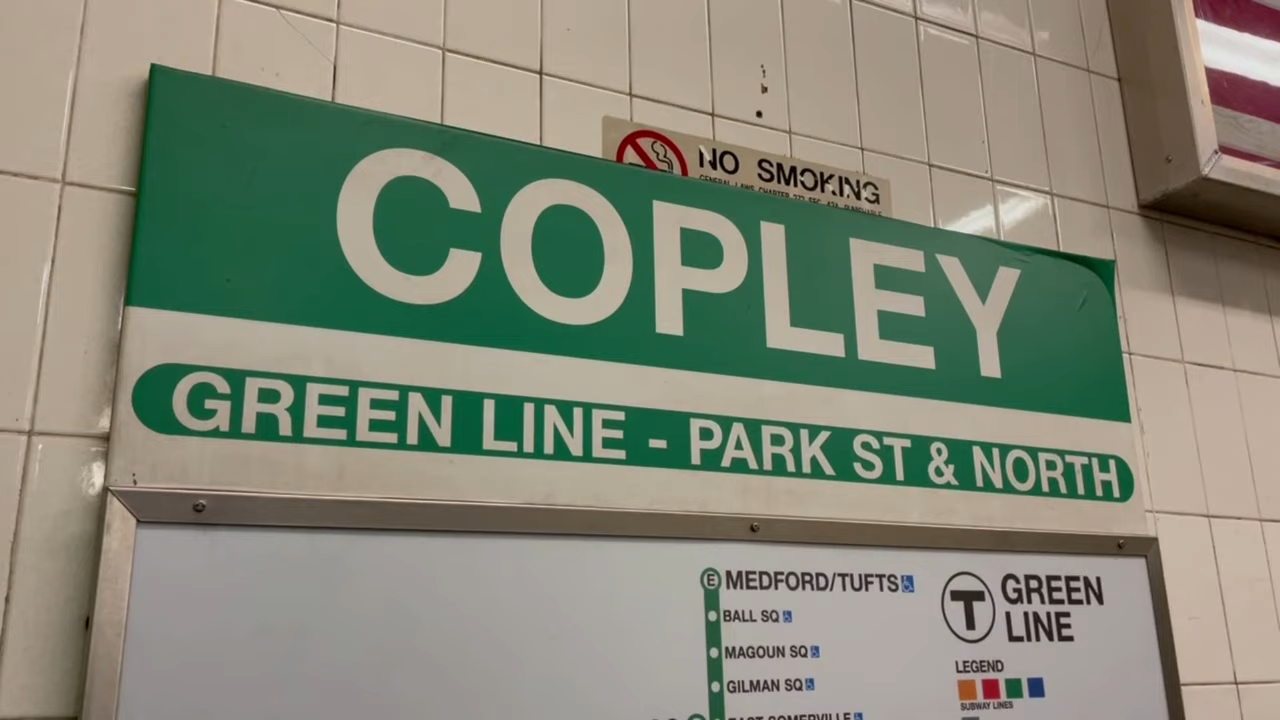 NO SMOKING
COPLEY
GREEN LINE - PARK ST & NORTH
E MEDFORD/TUFTS
BALL SQ
MAGOUN SQ
GILMAN SQ
EAST SOMERVILLE
T GREEN
LINE
LEGEND
SUBWAY LINES